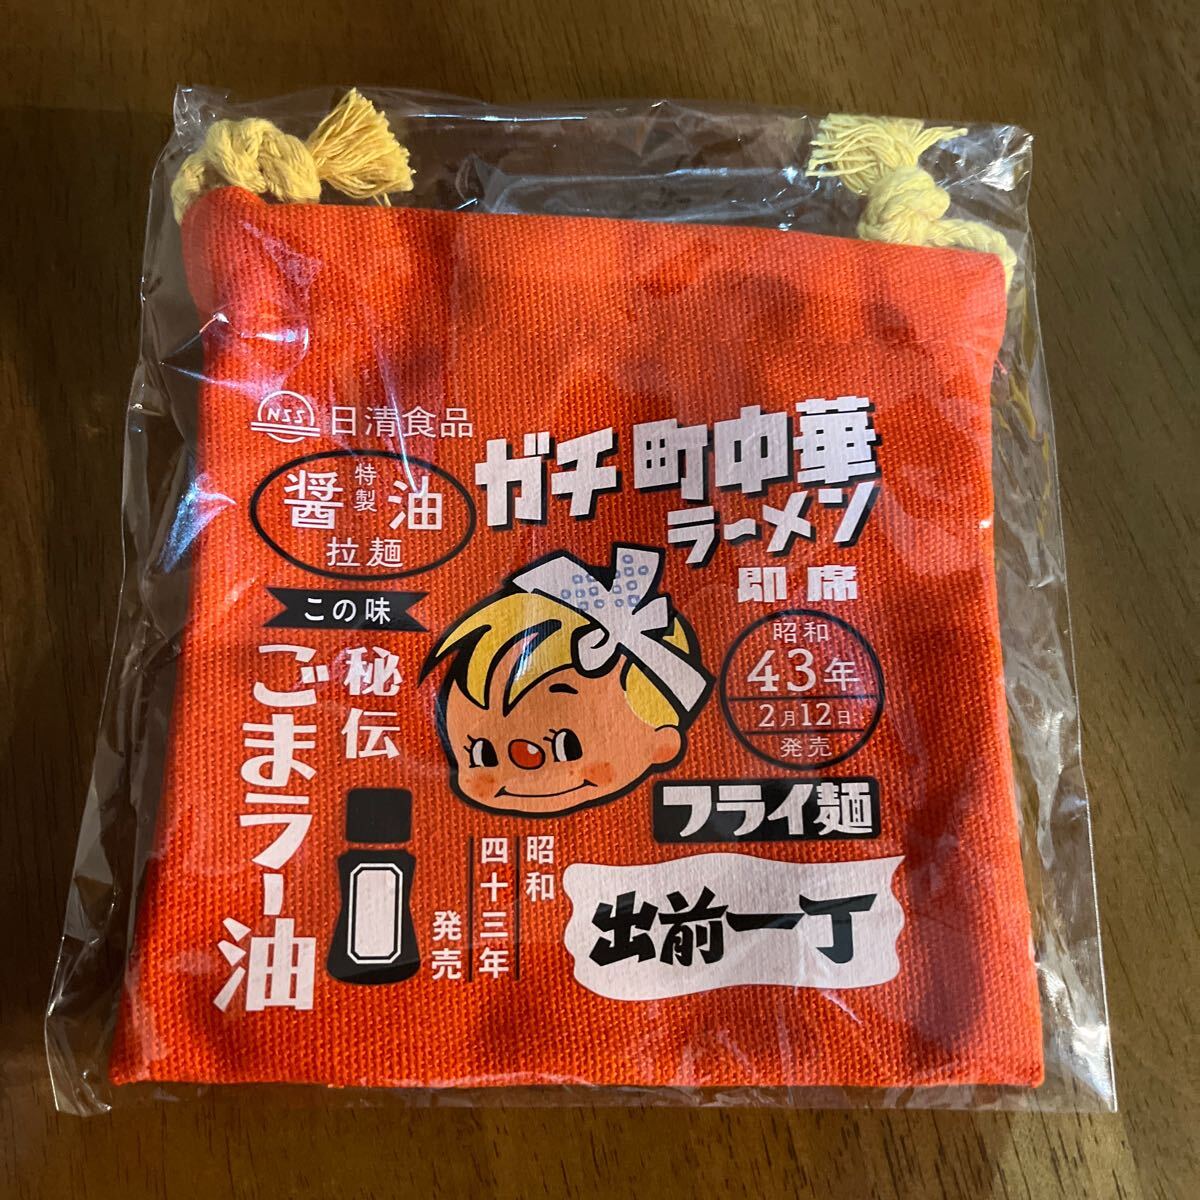 NSS 日清食品
特製
醤油
拉麺
この味
秘伝
ごまラー油
ガチ町中華
ラーメン
即席
昭和
43年
2月12日
発売
フライ麺
昭和
四十三年
発売
出前一丁